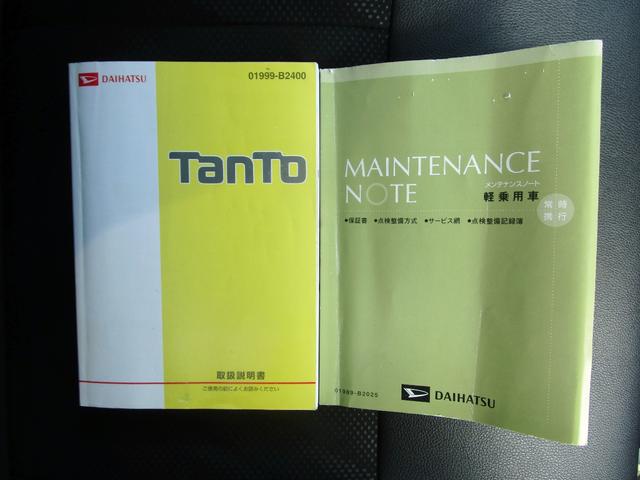 DAIHATSU
01999-B2400
TanTo
取扱説明書
ご使用の前によくお読みください
MAINTENANCE
NOTE
メンテナンスノート
軽乗用車
常時
携行
●保証書 ●点検整備方式 ●サービス網 ●点検整備記録簿
01989-B2025
DAIHATSU